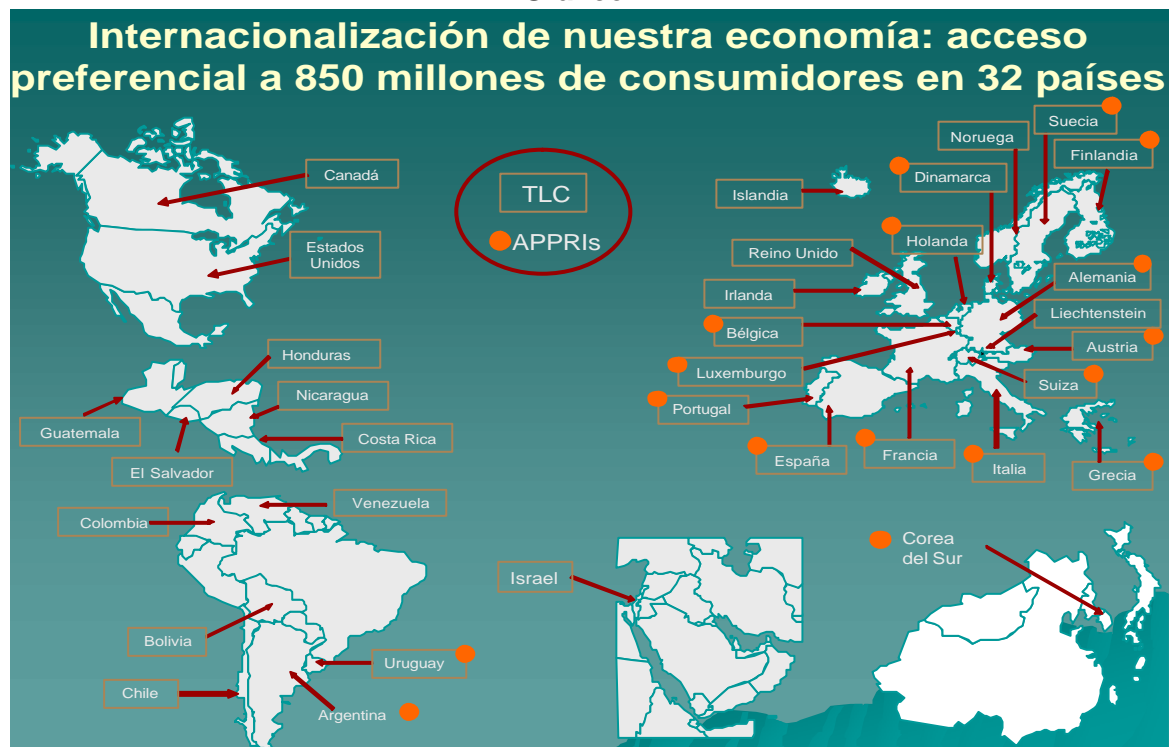 Internacionalización de nuestra economía: acceso
preferencial a 850 millones de consumidores en 32 países
Canadá
Estados
Unidos
TLC
APPRIs
Honduras
Nicaragua
Guatemala
Costa Rica
El Salvador
Venezuela
Colombia
Bolivia
Uruguay
Chile
Argentina
Suecia
Noruega
Finlandia
Dinamarca
Islandia
Holanda
Reino Unido
Alemania
Irlanda
Liechtenstein
Bélgica
Austria
Luxemburgo
Suiza
Portugal
España
Francia
Italia
Grecia
Israel
Corea
del Sur